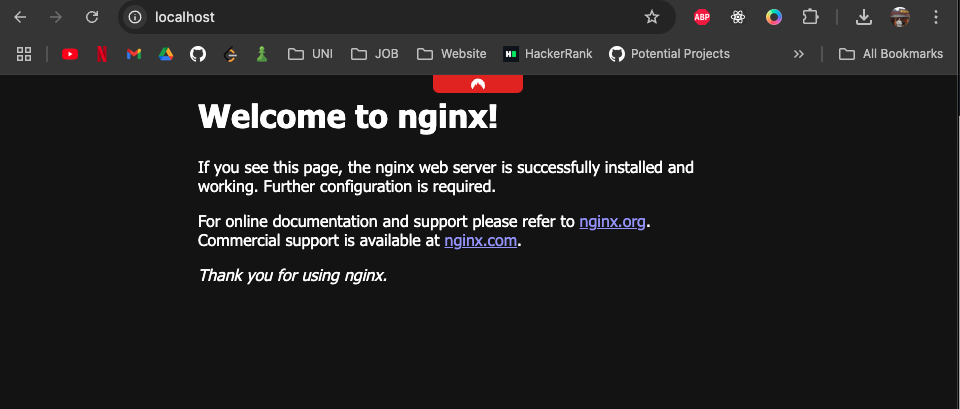 localhost
ABP
UNI JOB Website HackerRank Potential Projects » All Bookmarks
Welcome to nginx!
If you see this page, the nginx web server is successfully installed and
working. Further configuration is required.
For online documentation and support please refer to nginx.org.
Commercial support is available at nginx.com.
Thank you for using nginx.